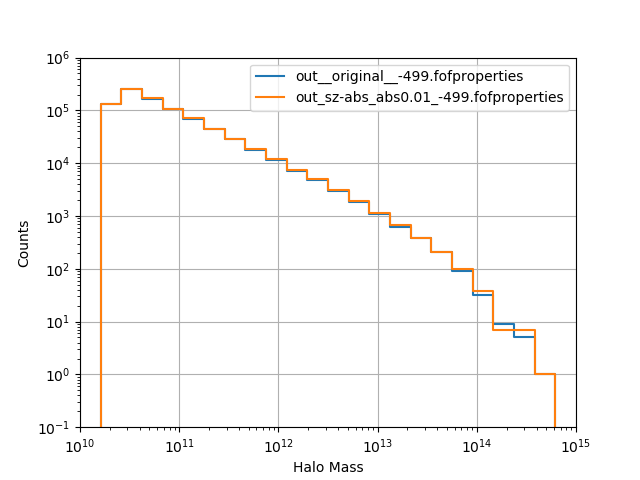 10^6
10^5
10^4
10^3
10^2
10^1
10^0
10^-1
Counts
out__original__-499.fofproperties
out_sz-abs_abs0.01_-499.fofproperties
10^10 10^11 10^12 10^13 10^14 10^15
Halo Mass